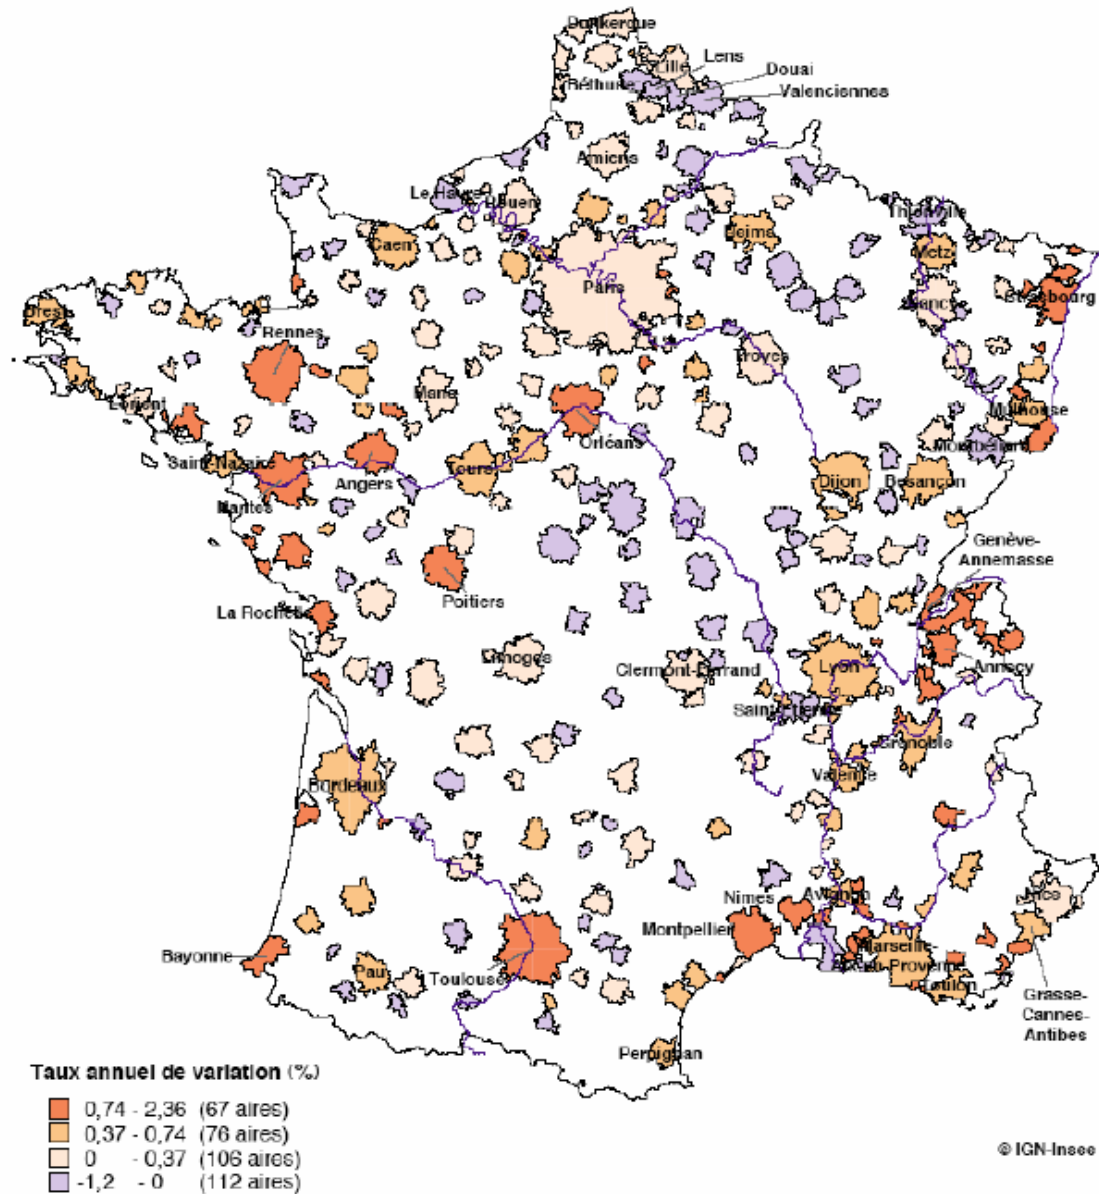 Dunkerque
Lens
Lille
Douai
Béthune
Valenciennes
Amiens
Le Havre
Rouen
Thionville
Caen
Reims
Metz
Paris
Nancy
Strasbourg
Brest
Rennes
Troyes
Lorient
Mans
Mulhouse
Orléans
Montbéliard
Saint-Nazaire
Angers
Tours
Dijon
Besançon
Nantes
Genève-
Annemasse
Poitiers
La Rochelle
Limoges
Clermont-Ferrand
Lyon
Annecy
Saint-Etienne
Grenoble
Valence
Bordeaux
Nîmes
Avignon
Nice
Montpellier
Bayonne
Marseille-
Aix-en-Provence
Pau
Toulouse
Toulon
Grasse-
Cannes-
Antibes
Perpignan
Taux annuel de variation (%)
0,74 - 2,36 (67 aires)
0,37 - 0,74 (76 aires)
0 - 0,37 (106 aires)
-1,2 - 0 (112 aires)
© IGN-Insee